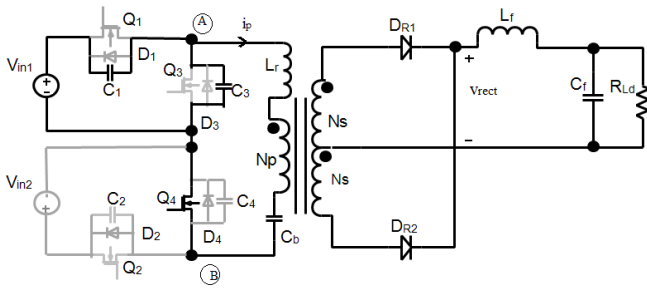 Q1
A
ip
DR1
Lf
D1
Vin1
C1
Q3
C3
Lr
+
Vrect
Cf
RLd
Ns
D3
Np
Vin2
Q4
C4
Ns
C2
D2
D4
Cb
DR2
Q2
B